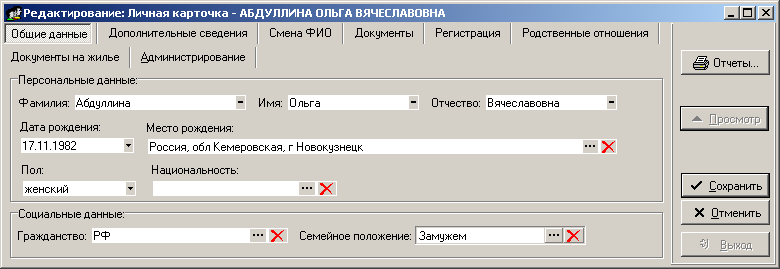 Редактирование: Личная карточка - АБДУЛЛИНА ОЛЬГА ВЯЧЕСЛАВОВНА
Общие данные Дополнительные сведения Смена ФИО Документы Регистрация Родственные отношения
Документы на жилье Администрирование
Отчеты...
Персональные данные:
Фамилия: Абдуллина Имя: Ольга Отчество: Вячеславовна
Просмотр
Дата рождения: Место рождения:
17.11.1982 Россия, обл Кемеровская, г Новокузнецк
Пол: Национальность:
женский
Сохранить
Социальные данные:
Отменить
Гражданство: РФ Семейное положение: Замужем
Выход